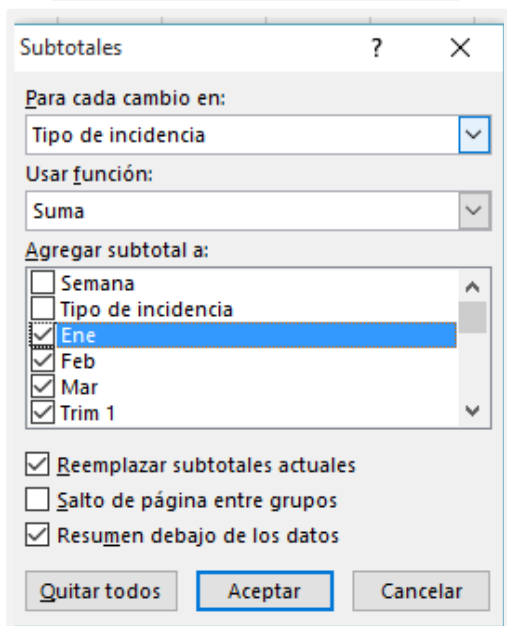 Subtotales ?
Para cada cambio en:
Tipo de incidencia
Usar función:
Suma
Agregar subtotal a:
Semana
Tipo de incidencia
Ene
Feb
Mar
Trim 1
Reemplazar subtotales actuales
Salto de página entre grupos
Resumen debajo de los datos
Quitar todos Aceptar Cancelar